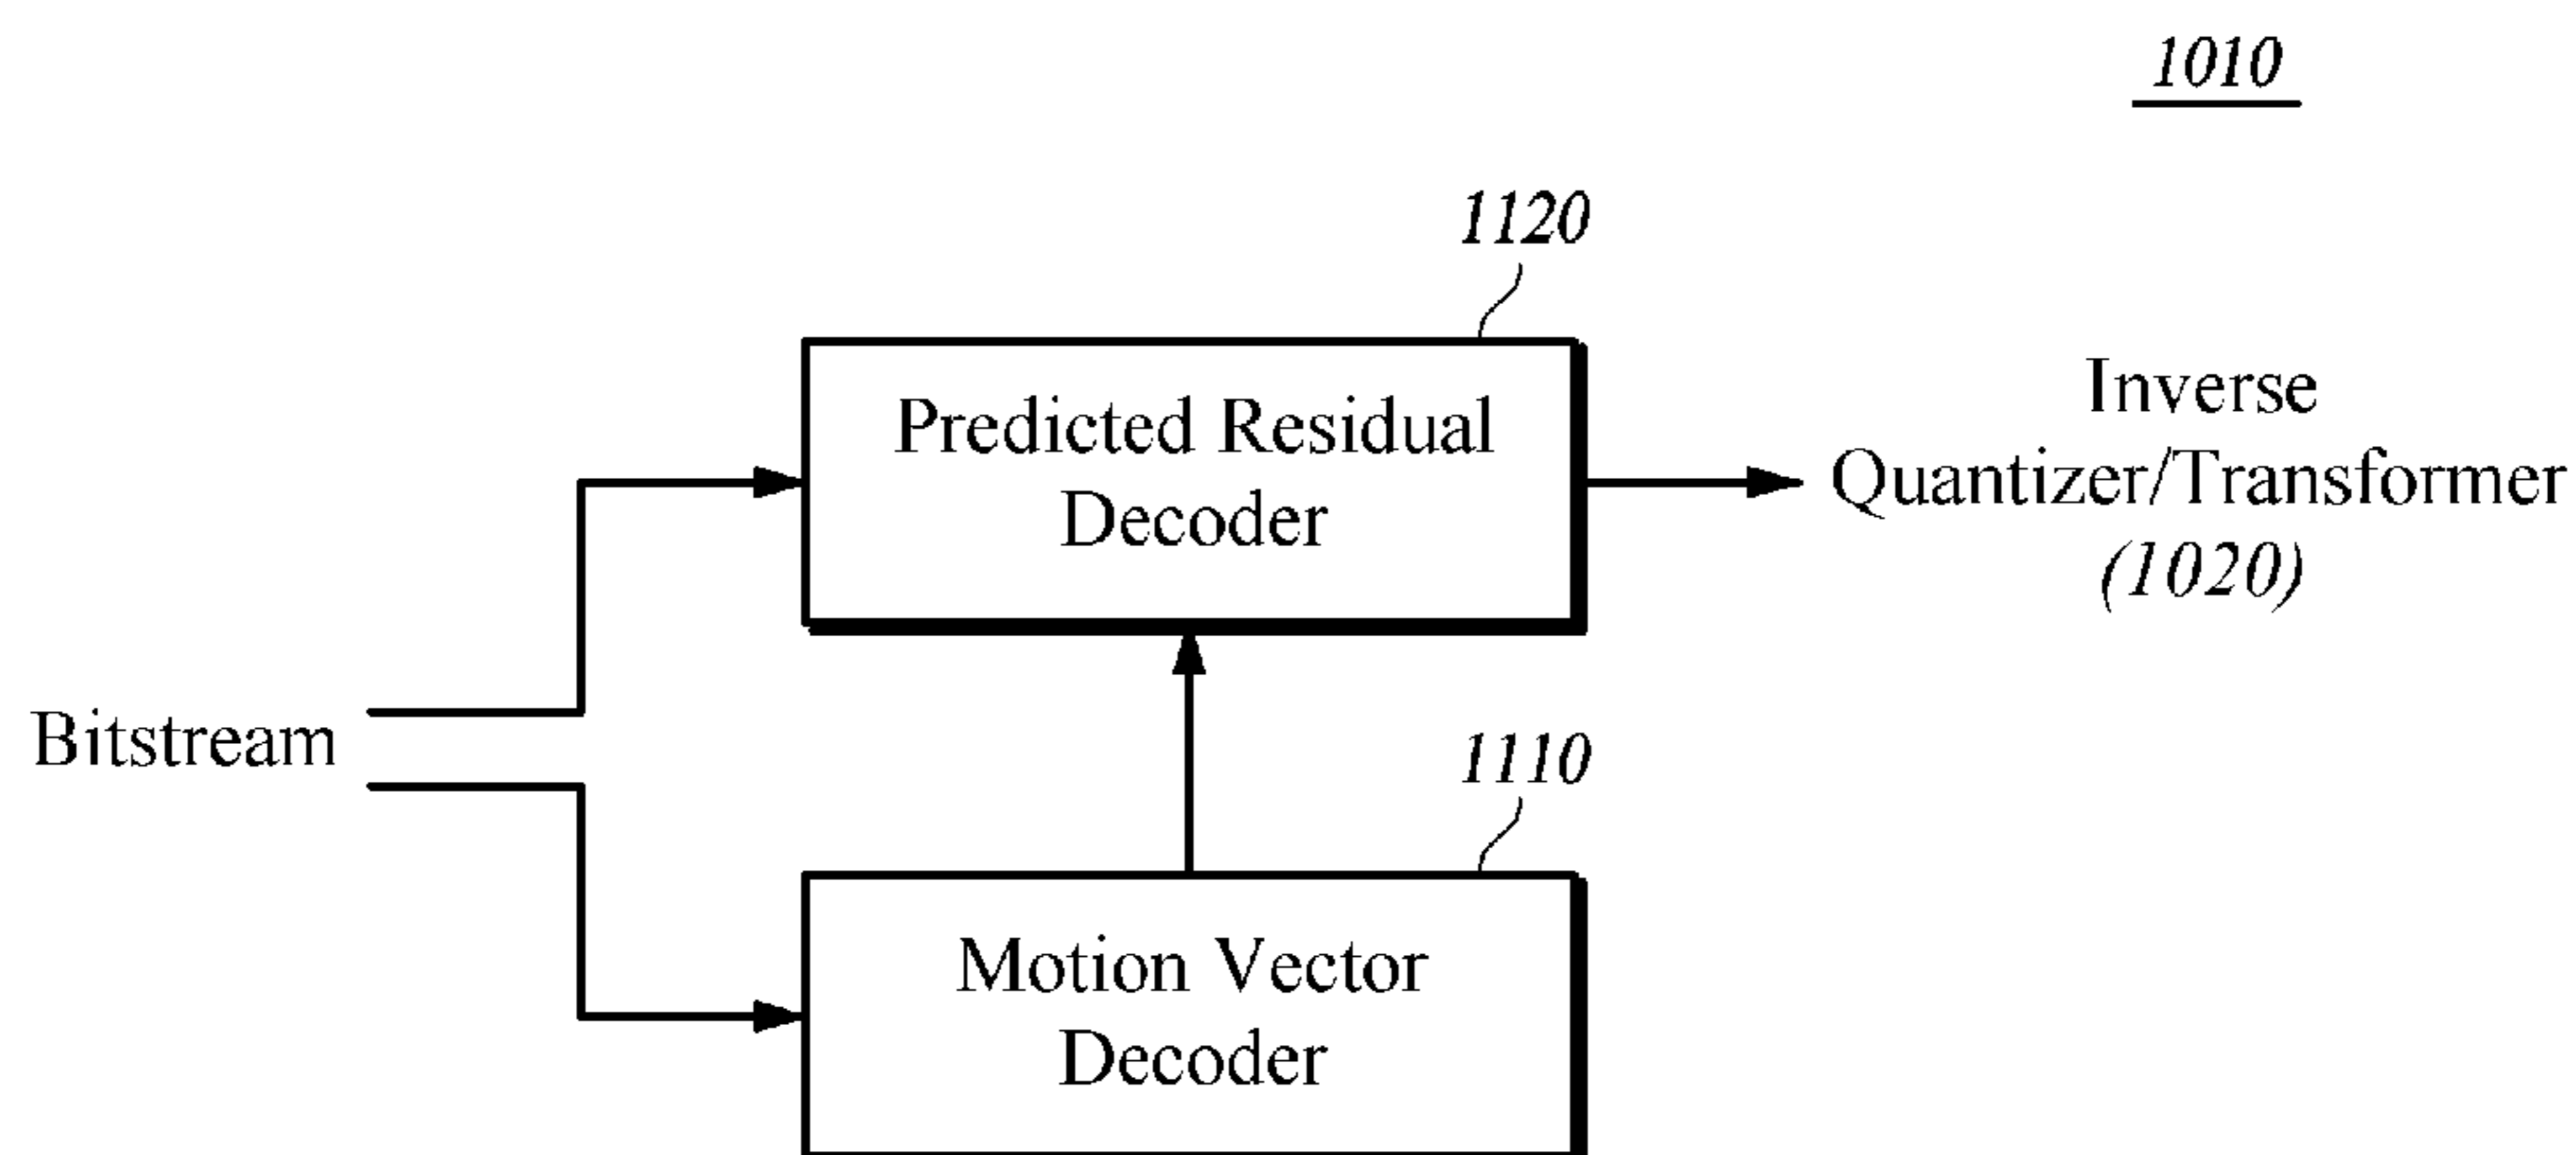 1010
1120
Predicted Residual
Decoder
Inverse
Quantizer/Transformer
(1020)
Bitstream
1110
Motion Vector
Decoder